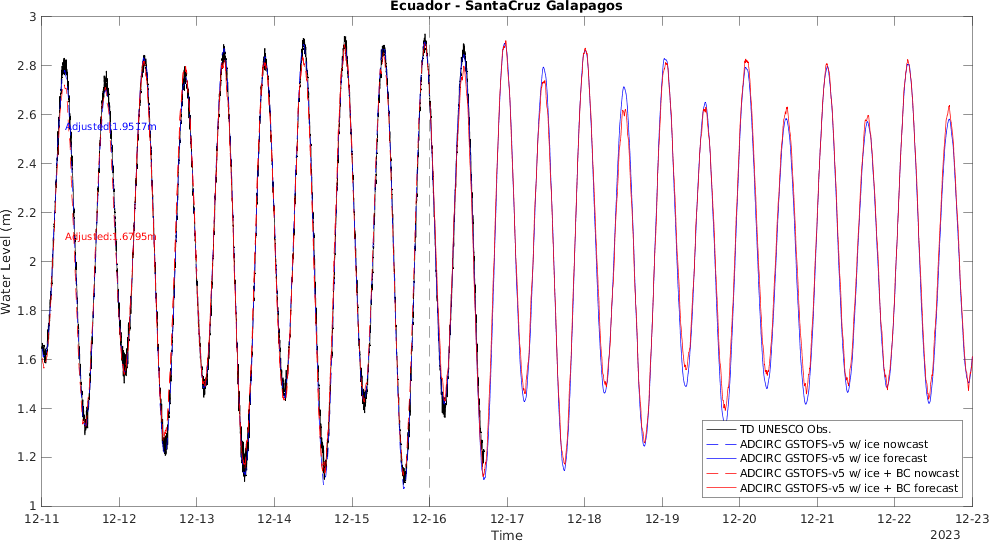 Ecuador - SantaCruz Galapagos
3
2.8
2.6
2.4
2.2
2
1.8
1.6
1.4
1.2
1
Water Level (m)
Adjusted:1.9517m
Adjusted:1.6795m
TD UNESCO Obs.
ADCIRC GSTOFS-v5 w/ ice nowcast
ADCIRC GSTOFS-v5 w/ ice forecast
ADCIRC GSTOFS-v5 w/ ice + BC nowcast
ADCIRC GSTOFS-v5 w/ ice + BC forecast
12-11 12-12 12-13 12-14 12-15 12-16 12-17 12-18 12-19 12-20 12-21 12-22 12-23
Time
2023